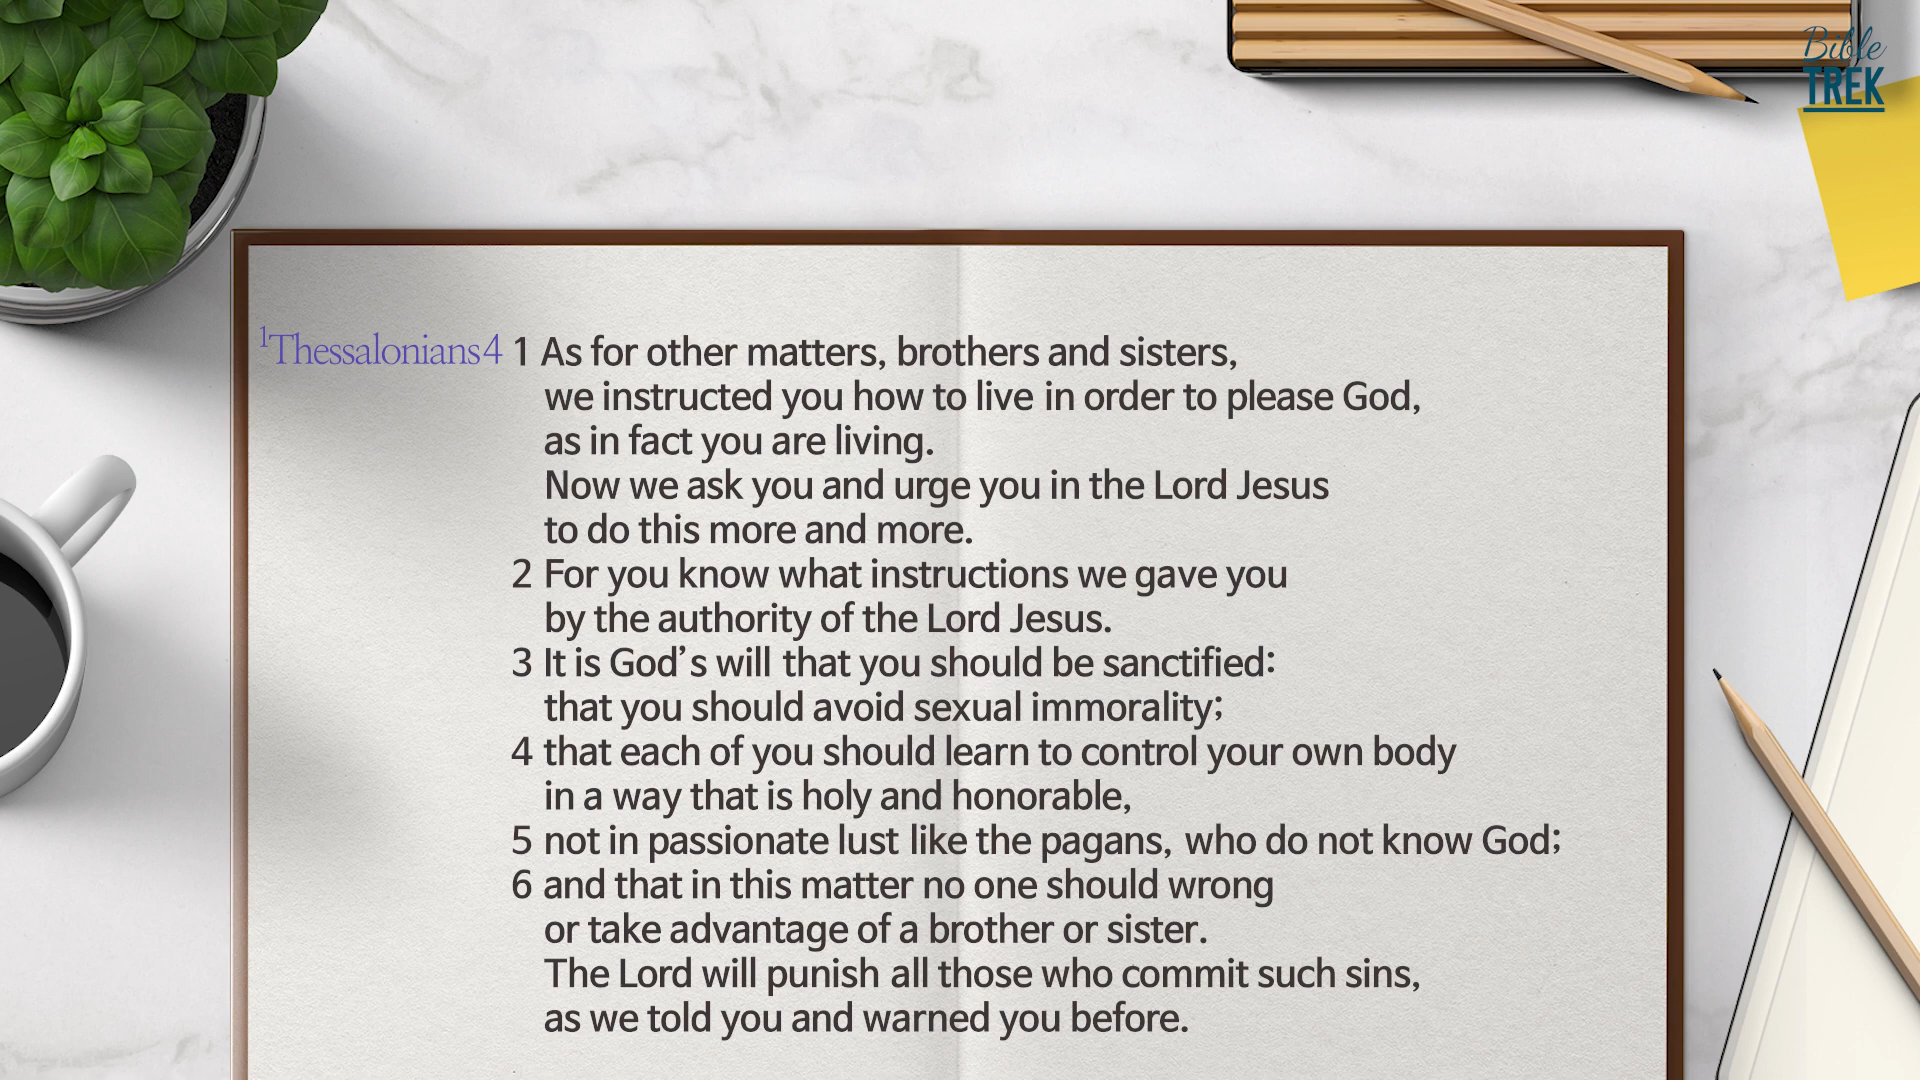 Bible
TREK
1Thessalonians4 1 As for other matters, brothers and sisters,
we instructed you how to live in order to please God,
as in fact you are living.
Now we ask you and urge you in the Lord Jesus
to do this more and more.
2 For you know what instructions we gave you
by the authority of the Lord Jesus.
3 It is God’s will that you should be sanctified:
that you should avoid sexual immorality;
4 that each of you should learn to control your own body
in a way that is holy and honorable,
5 not in passionate lust like the pagans, who do not know God;
6 and that in this matter no one should wrong
or take advantage of a brother or sister.
The Lord will punish all those who commit such sins,
as we told you and warned you before.